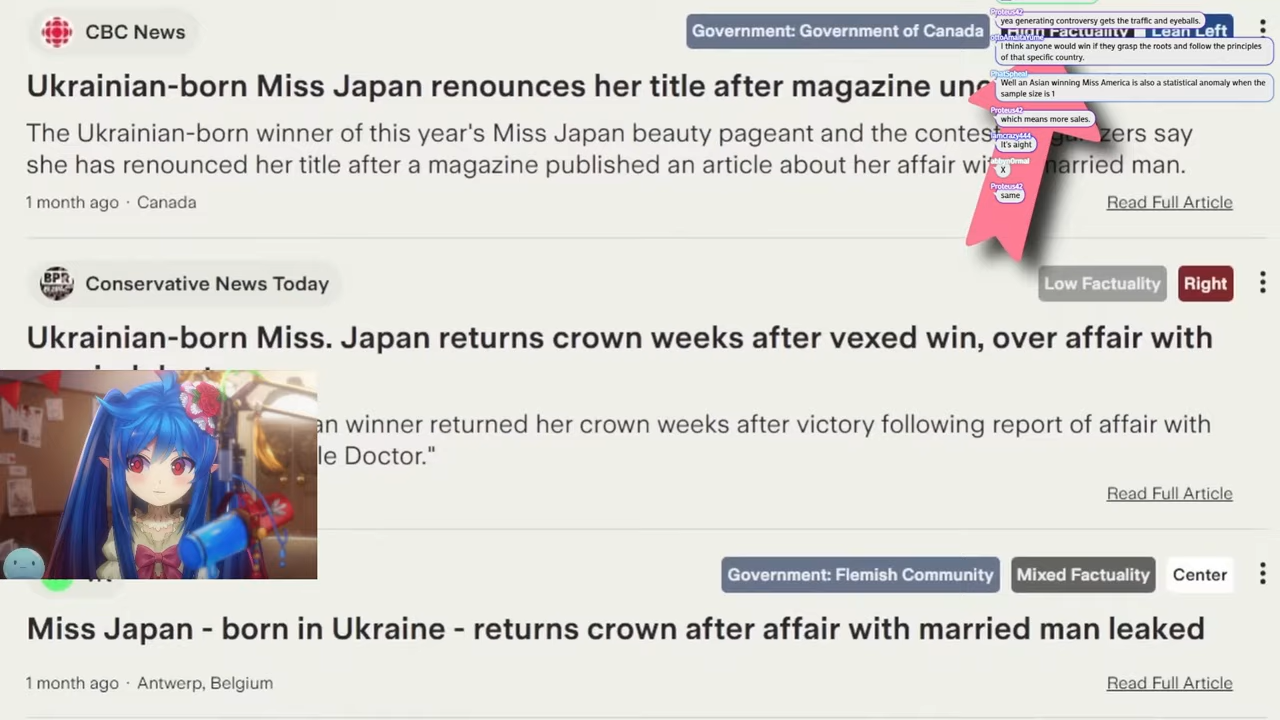 CBC News
Government: Government of Canada
High Factuality
Lean Left
Ukrainian-born Miss Japan renounces her title after magazine
The Ukrainian-born winner of this year's Miss Japan beauty pageant and the contest say
she has renounced her title after a magazine published an article about her affair married man.
1 month ago · Canada
Read Full Article
Proteus42
yea generating controversy gets the traffic and eyeballs.
I think anyone would win if they grasp the roots and follow the principles
of that specific country.
Well an Asian winning Miss America is also a statistical anomaly when the
sample size is 1
Proteus42
which means more sales.
iamcrazy444
It's aight
X
Proteus42
same
BPR
Conservative News Today
Low Factuality
Right
Ukrainian-born Miss. Japan returns crown weeks after vexed win, over affair with
winner returned her crown weeks after victory following report of affair with
Doctor."
Read Full Article
Government: Flemish Community
Mixed Factuality
Center
Miss Japan - born in Ukraine - returns crown after affair with married man leaked
1 month ago · Antwerp, Belgium
Read Full Article